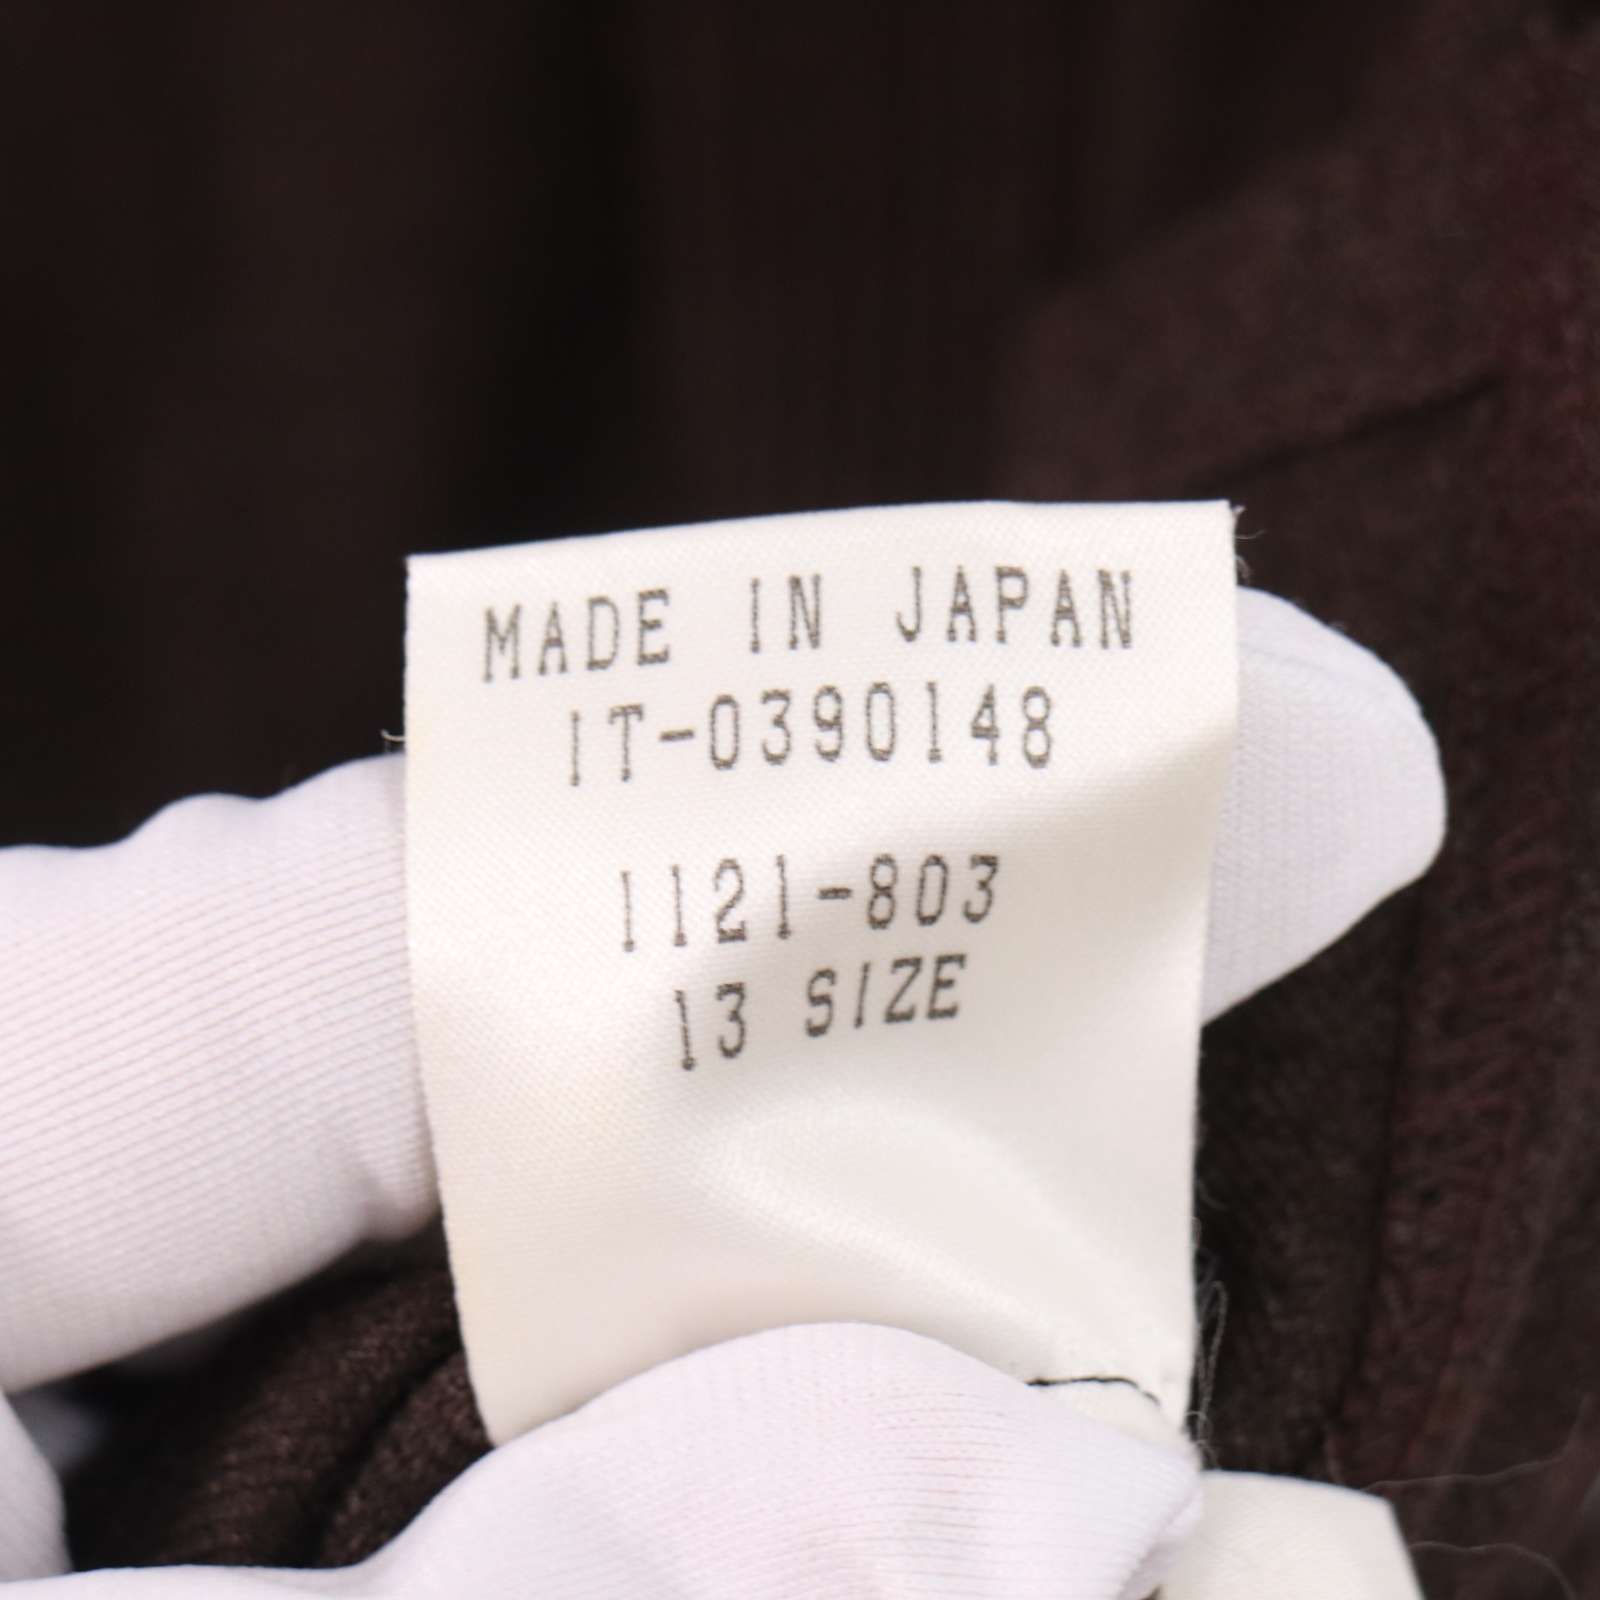 MADE IN JAPAN
IT-0390148
1121-803
13 SIZE